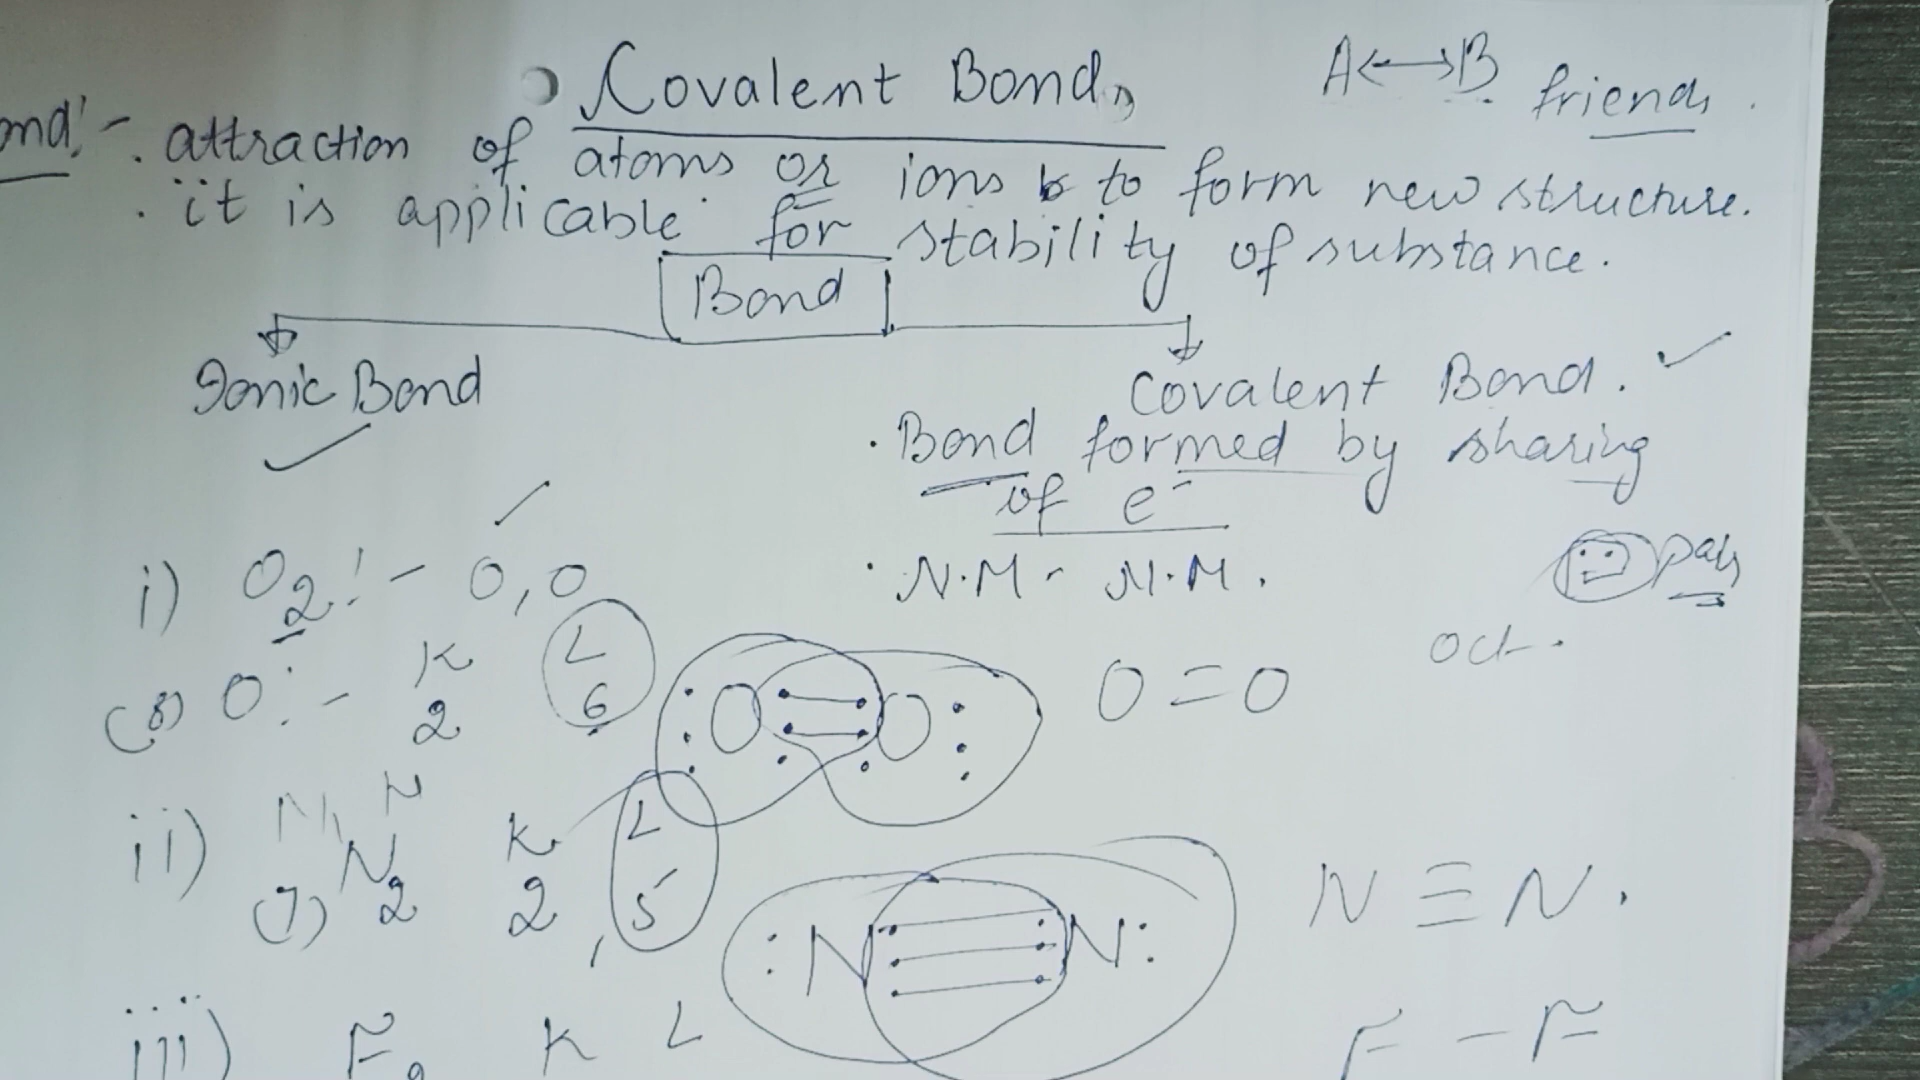 Covalent Bond,
A↔B friend,
ond:- . attraction of atoms or ions to form new structure.
. it is applicable for stability of substance.
Bond
Ionic Bond ✓
Covalent Bond. ✓
. Bond formed by sharing
of e⁻
. N.M - N.M.
i) O₂:- O,O
(8) O:- K L
2 6
O O
O=O
Oct.
N, N
ii) N₂ K L
(7) 2, 5
:N N:
N≡N.
iii) F₂ K L
F-F